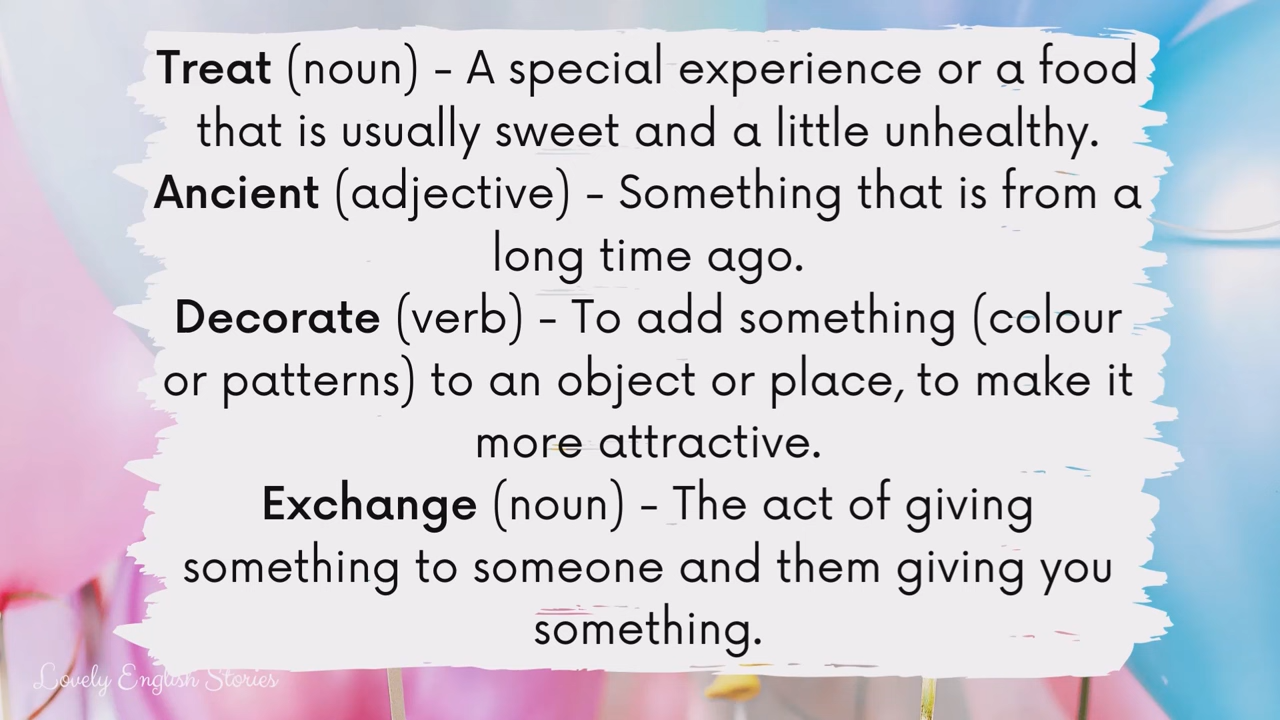 Treat (noun) - A special experience or a food
that is usually sweet and a little unhealthy.
Ancient (adjective) - Something that is from a
long time ago.
Decorate (verb) - To add something (colour
or patterns) to an object or place, to make it
more attractive.
Exchange (noun) - The act of giving
something to someone and them giving you
something.
Lovely English Stories